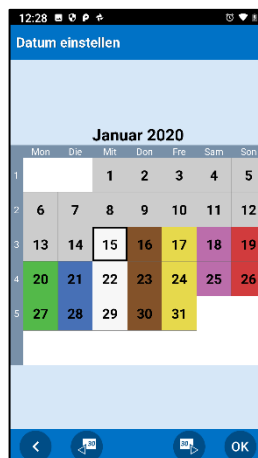 12:28
Datum einstellen
Januar 2020
Mon Die Mit Don Fre Sam Son
1 1 2 3 4 5
2 6 7 8 9 10 11 12
3 13 14 15 16 17 18 19
4 20 21 22 23 24 25 26
5 27 28 29 30 31
30 30 OK